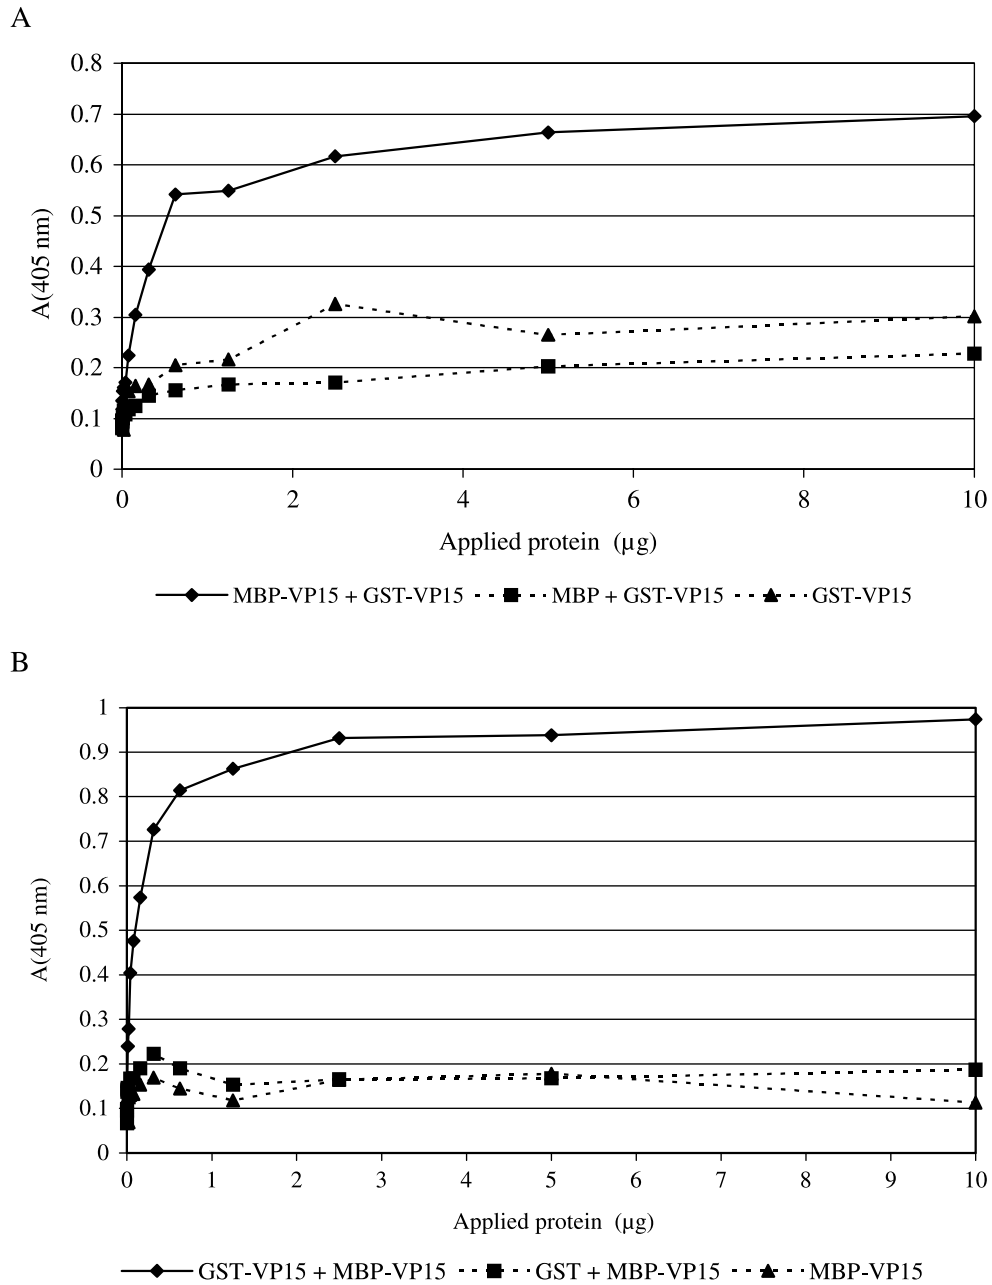 A
0.8
0.7
0.6
0.5
0.4
0.3
0.2
0.1
0
A(405 nm)
0 2 4 6 8 10
Applied protein (µg)
MBP-VP15 + GST-VP15 MBP + GST-VP15 GST-VP15
B
1
0.9
0.8
0.7
0.6
0.5
0.4
0.3
0.2
0.1
0
A(405 nm)
0 1 2 3 4 5 6 7 8 9 10
Applied protein (µg)
GST-VP15 + MBP-VP15 GST + MBP-VP15 MBP-VP15